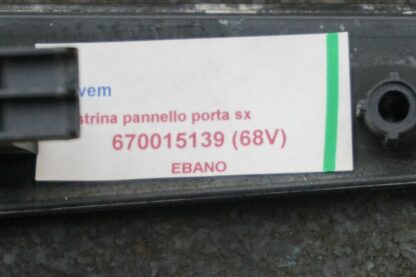 vem
strina pannello porta sx
670015139 (68V)
EBANO